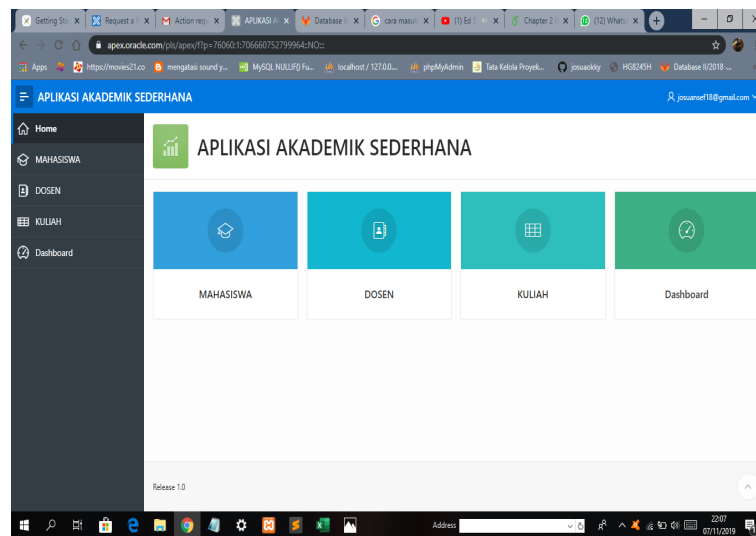 Getting Sta
Request a
Action requ
APLIKASI A
Database I
cara masuk
(1) Ed
Chapter 2
(12) Whats
apex.oracle.com/pls/apex/f?p=76060:1:706660752799964::NO:::
Apps
https://movies21.co
mengatasi sound y...
MySQL NULLIF() Fu...
localhost / 127.0.0...
phpMyAdmin
Tata Kelola Proyek...
josuaokky
HG8245H
Database II/2018 -...
APLIKASI AKADEMIK SEDERHANA
josuansef18@gmail.com
Home
MAHASISWA
DOSEN
KULIAH
Dashboard
APLIKASI AKADEMIK SEDERHANA
MAHASISWA
DOSEN
KULIAH
Dashboard
Release 1.0
Address
22:07
07/11/2019